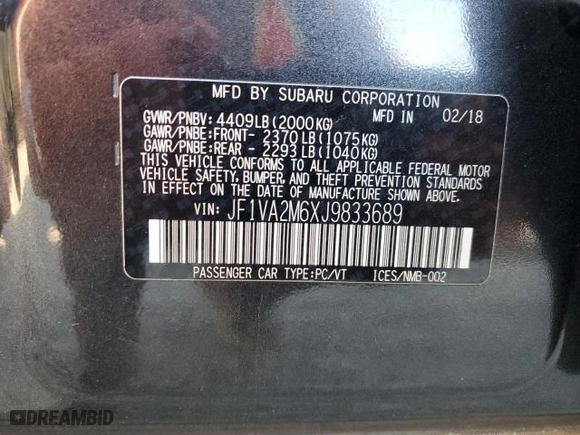 MFD BY SUBARU CORPORATION
GVWR/PNBV: 4409LB(2000KG) MFD IN 02/18
GAWR/PNBE: FRONT- 2370LB(1075KG)
GAWR/PNBE: REAR - 2293LB(1040KG)
THIS VEHICLE CONFORMS TO ALL APPLICABLE FEDERAL MOTOR
VEHICLE SAFETY, BUMPER, AND THEFT PREVENTION STANDARDS
IN EFFECT ON THE DATE OF MANUFACTURE SHOWN ABOVE.
VIN: JF1VA2M6XJ9833689
PASSENGER CAR TYPE:PC/VT ICES/NMB-002
DREAMBID